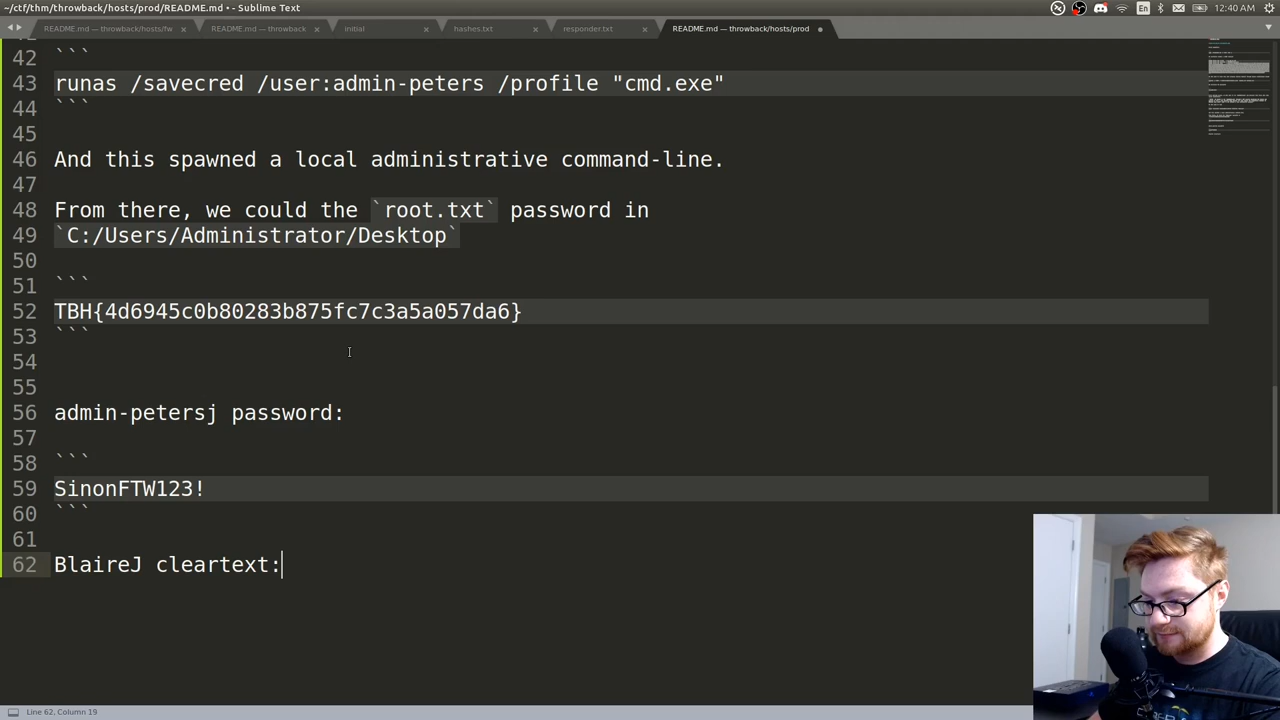 ~/ctf/thm/throwback/hosts/prod/README.md • - Sublime Text
En
12:40 AM
README.md — throwback/hosts/fw
README.md — throwback
initial
hashes.txt
responder.txt
README.md — throwback/hosts/prod
42 ```
43 runas /savecred /user:admin-peters /profile "cmd.exe"
44 ```
45
46 And this spawned a local administrative command-line.
47
48 From there, we could the `root.txt` password in
49 `C:/Users/Administrator/Desktop`
50
51 ```
52 TBH{4d6945c0b80283b875fc7c3a5a057da6}
53 ```
54
55
56 admin-petersj password:
57
58 ```
59 SinonFTW123!
60 ```
61
62 BlaireJ cleartext:
Line 62, Column 19